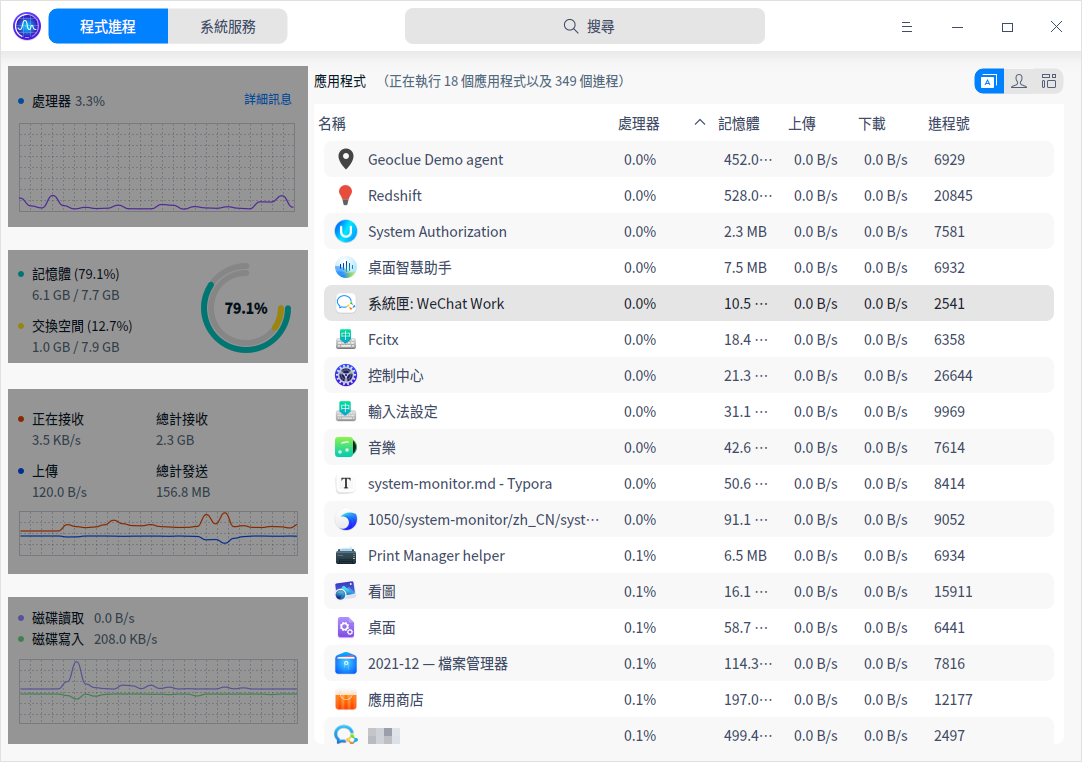 程式進程 系統服務 搜尋
處理器 3.3% 詳細訊息
記憶體 (79.1%)
6.1 GB / 7.7 GB
交換空間 (12.7%)
1.0 GB / 7.9 GB
79.1%
正在接收 總計接收
3.5 KB/s 2.3 GB
上傳 總計發送
120.0 B/s 156.8 MB
磁碟讀取 0.0 B/s
磁碟寫入 208.0 KB/s
應用程式 （正在執行 18 個應用程式以及 349 個進程）
名稱 處理器 記憶體 上傳 下載 進程號
Geoclue Demo agent 0.0% 452.0⋯ 0.0 B/s 0.0 B/s 6929
Redshift 0.0% 528.0⋯ 0.0 B/s 0.0 B/s 20845
System Authorization 0.0% 2.3 MB 0.0 B/s 0.0 B/s 7581
桌面智慧助手 0.0% 7.5 MB 0.0 B/s 0.0 B/s 6932
系統匣: WeChat Work 0.0% 10.5 ⋯ 0.0 B/s 0.0 B/s 2541
Fcitx 0.0% 18.4 ⋯ 0.0 B/s 0.0 B/s 6358
控制中心 0.0% 21.3 ⋯ 0.0 B/s 0.0 B/s 26644
輸入法設定 0.0% 31.1 ⋯ 0.0 B/s 0.0 B/s 9969
音樂 0.0% 42.6 ⋯ 0.0 B/s 0.0 B/s 7614
system-monitor.md - Typora 0.0% 50.6 ⋯ 0.0 B/s 0.0 B/s 8414
1050/system-monitor/zh_CN/syst⋯ 0.0% 91.1 ⋯ 0.0 B/s 0.0 B/s 9052
Print Manager helper 0.1% 6.5 MB 0.0 B/s 0.0 B/s 6934
看圖 0.1% 16.1 ⋯ 0.0 B/s 0.0 B/s 15911
桌面 0.1% 58.7 ⋯ 0.0 B/s 0.0 B/s 6441
2021-12 — 檔案管理器 0.1% 114.3⋯ 0.0 B/s 0.0 B/s 7816
應用商店 0.1% 197.0⋯ 0.0 B/s 0.0 B/s 12177
0.1% 499.4⋯ 0.0 B/s 0.0 B/s 2497